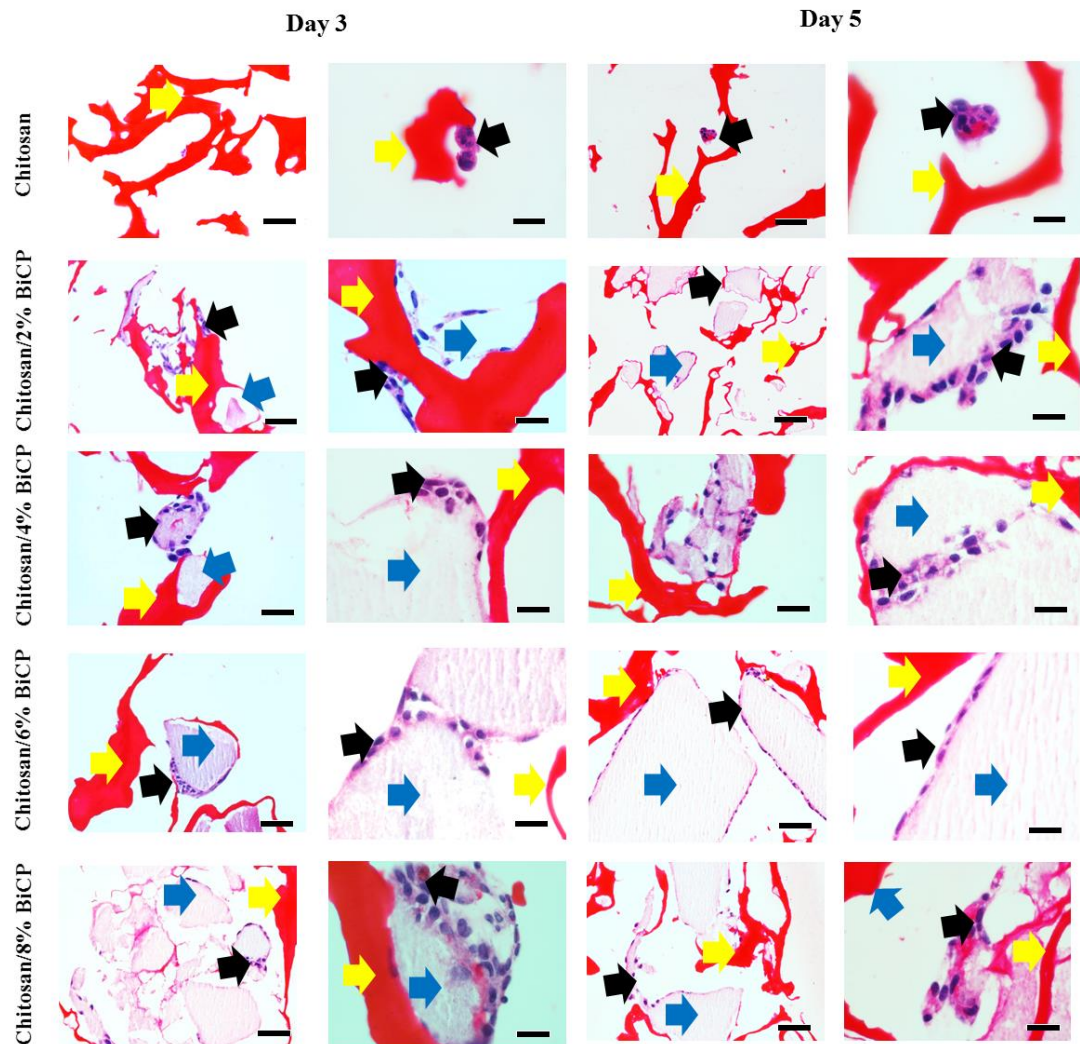 Day 3
Day 5
Chitosan
Chitosan/2% BiCP
Chitosan/4% BiCP
Chitosan/6% BiCP
Chitosan/8% BiCP